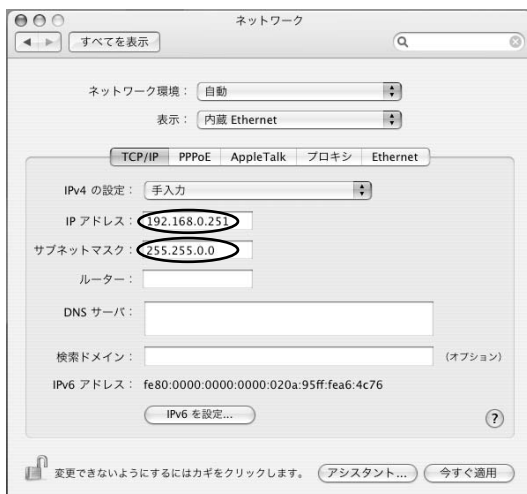 ネットワーク
すべてを表示
ネットワーク環境： 自動
表示： 内蔵 Ethernet
TCP/IP PPPoE AppleTalk プロキシ Ethernet
IPv4 の設定： 手入力
IP アドレス： 192.168.0.251
サブネットマスク： 255.255.0.0
ルーター：
DNS サーバ：
検索ドメイン： (オプション)
IPv6 アドレス： fe80:0000:0000:0000:020a:95ff:fea6:4c76
IPv6 を設定... ?
変更できないようにするにはカギをクリックします。 アシスタント... 今すぐ適用